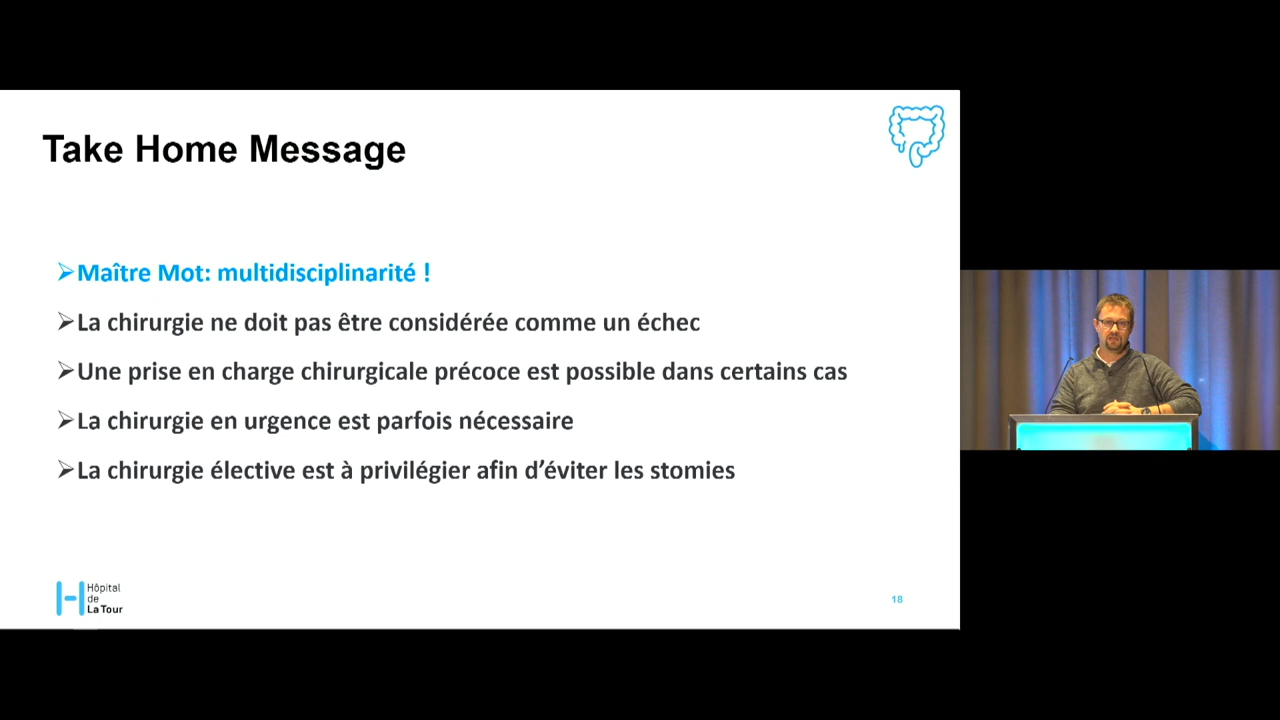 Take Home Message
➢Maître Mot: multidisciplinarité !
➢La chirurgie ne doit pas être considérée comme un échec
➢Une prise en charge chirurgicale précoce est possible dans certains cas
➢La chirurgie en urgence est parfois nécessaire
➢La chirurgie élective est à privilégier afin d’éviter les stomies
Hôpital
de
La Tour
18